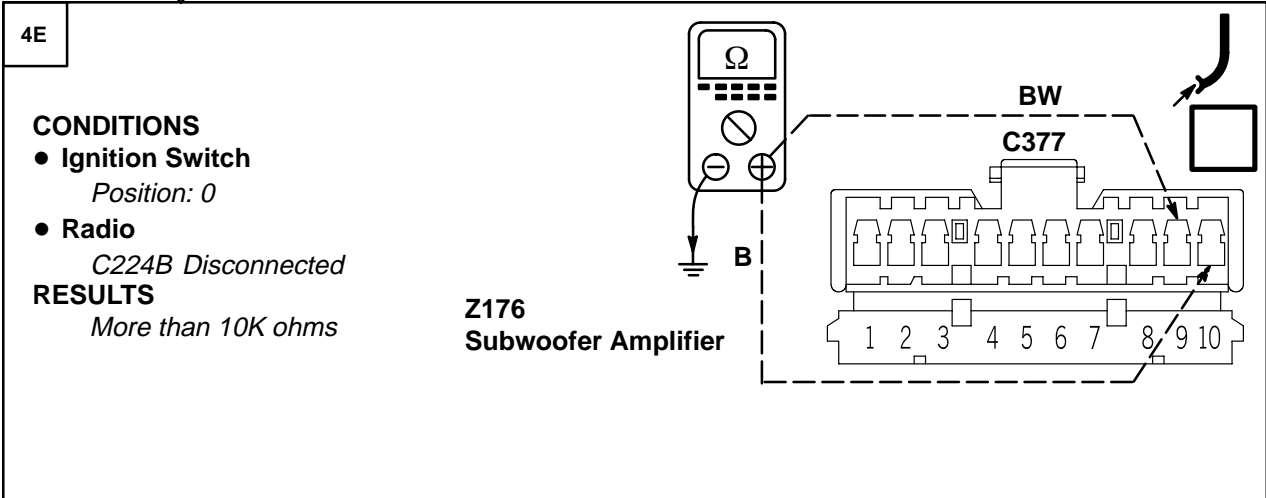 4E
CONDITIONS
● Ignition Switch
Position: 0
● Radio
C224B Disconnected
RESULTS
More than 10K ohms
Z176
Subwoofer Amplifier
Ω
BW
C377
B
1 2 3 4 5 6 7 8 9 10